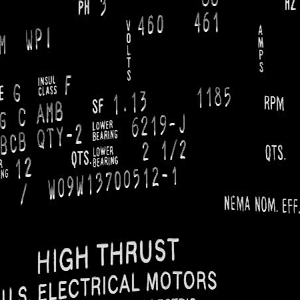 PH 3 HZ
M WPI VOLTS 460 461 AMPS
G INSUL CLASS F
G C AMB SF 1.13 1185 RPM
BCB QTY-2 LOWER BEARING 6219-J
12 QTS. LOWER BEARING 2 1/2 QTS.
/ W09W13700512-1
NEMA NOM. EFF.
HIGH THRUST
U.S. ELECTRICAL MOTORS